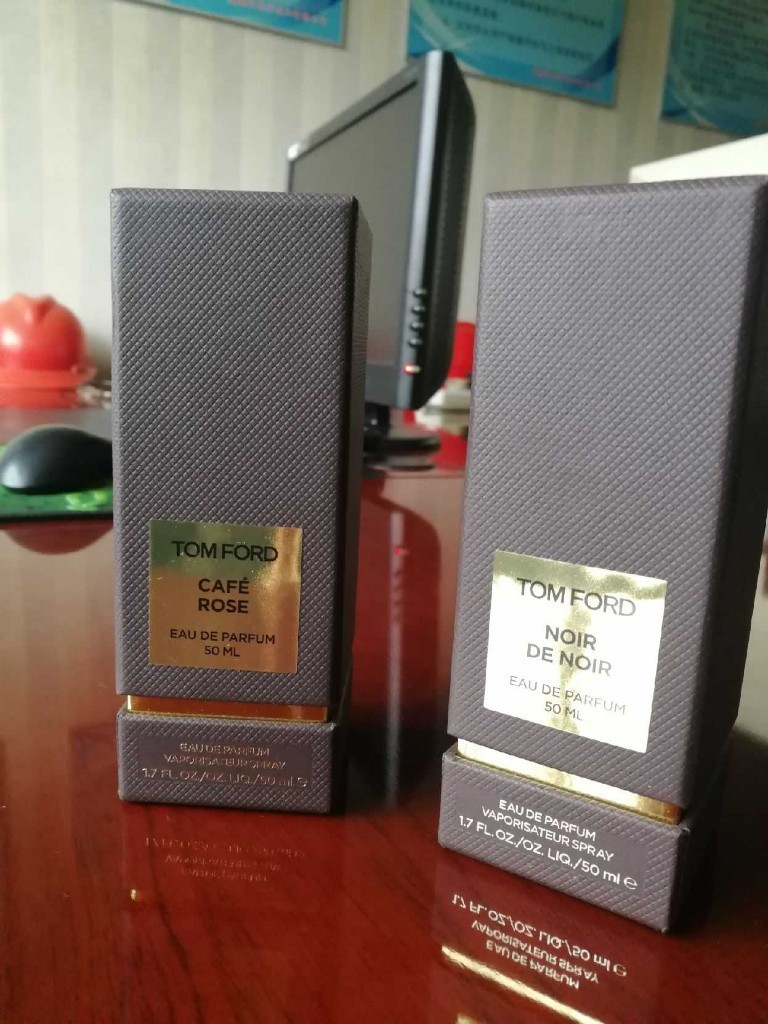 TOM FORD
CAFÉ
ROSE
EAU DE PARFUM
50 ML
EAU DE PARFUM
VAPORISATEUR SPRAY
1.7 FL.OZ./OZ. LIQ./50 ml ℮
TOM FORD
NOIR
DE NOIR
EAU DE PARFUM
50 ML
EAU DE PARFUM
VAPORISATEUR SPRAY
1.7 FL.OZ./OZ. LIQ./50 ml ℮